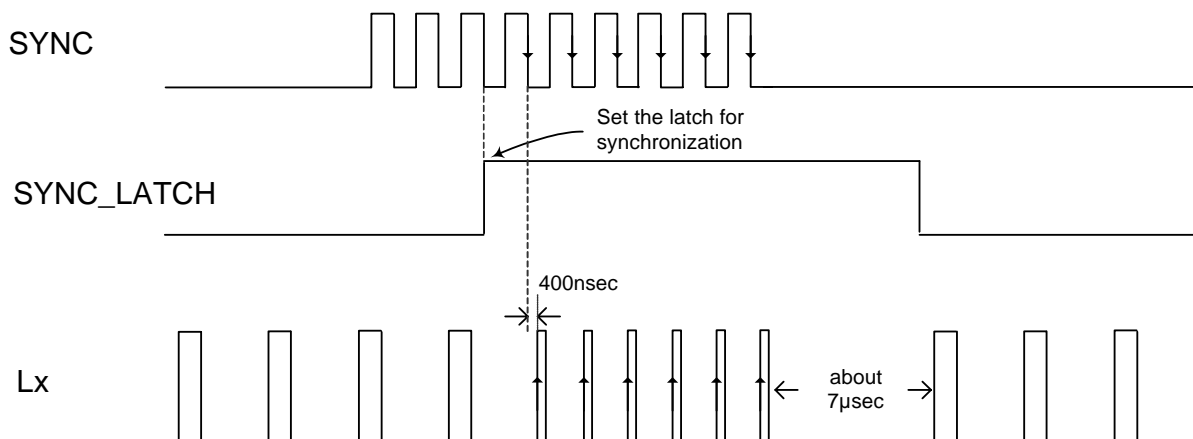 SYNC
Set the latch for
synchronization
SYNC_LATCH
400nsec
Lx
about
7µsec